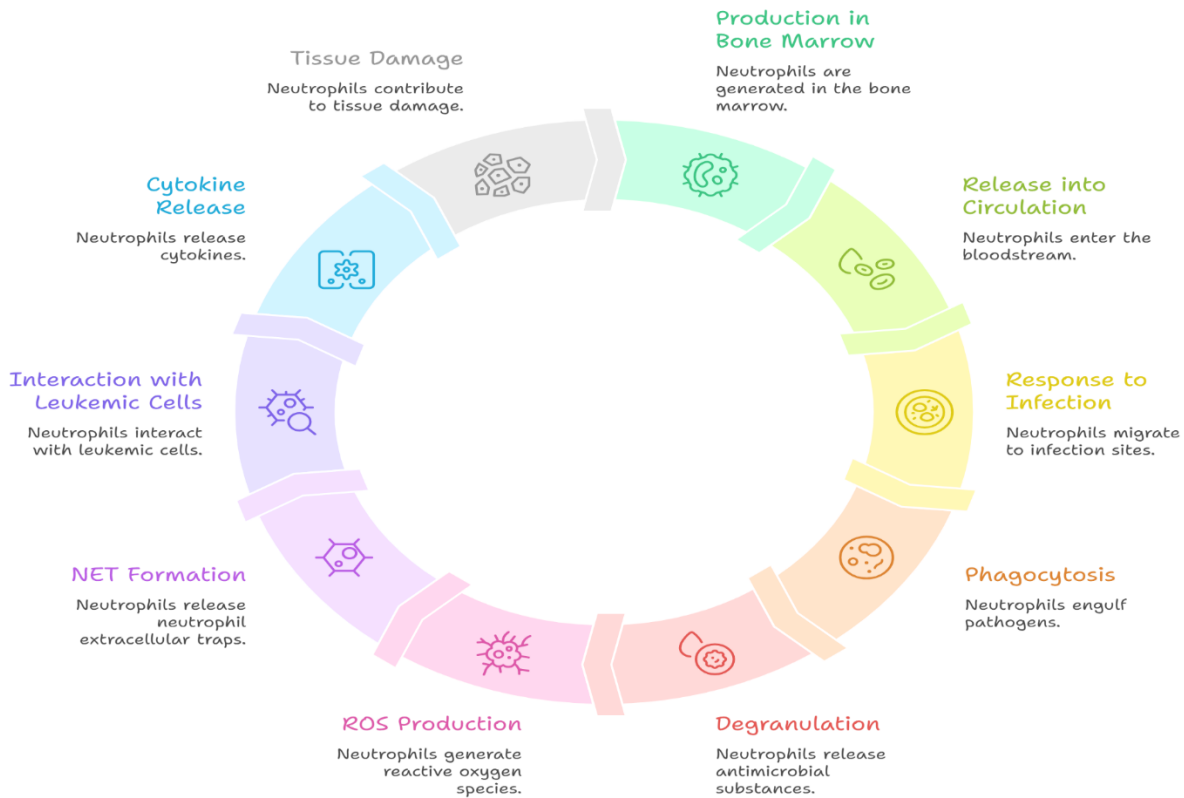 Production in
Bone Marrow
Neutrophils are
generated in the bone
marrow.
Release into
Circulation
Neutrophils enter the
bloodstream.
Response to
Infection
Neutrophils migrate
to infection sites.
Phagocytosis
Neutrophils engulf
pathogens.
Degranulation
Neutrophils release
antimicrobial
substances.
ROS Production
Neutrophils generate
reactive oxygen
species.
NET Formation
Neutrophils release
neutrophil
extracellular traps.
Interaction with
Leukemic Cells
Neutrophils interact
with leukemic cells.
Cytokine
Release
Neutrophils release
cytokines.
Tissue Damage
Neutrophils contribute
to tissue damage.